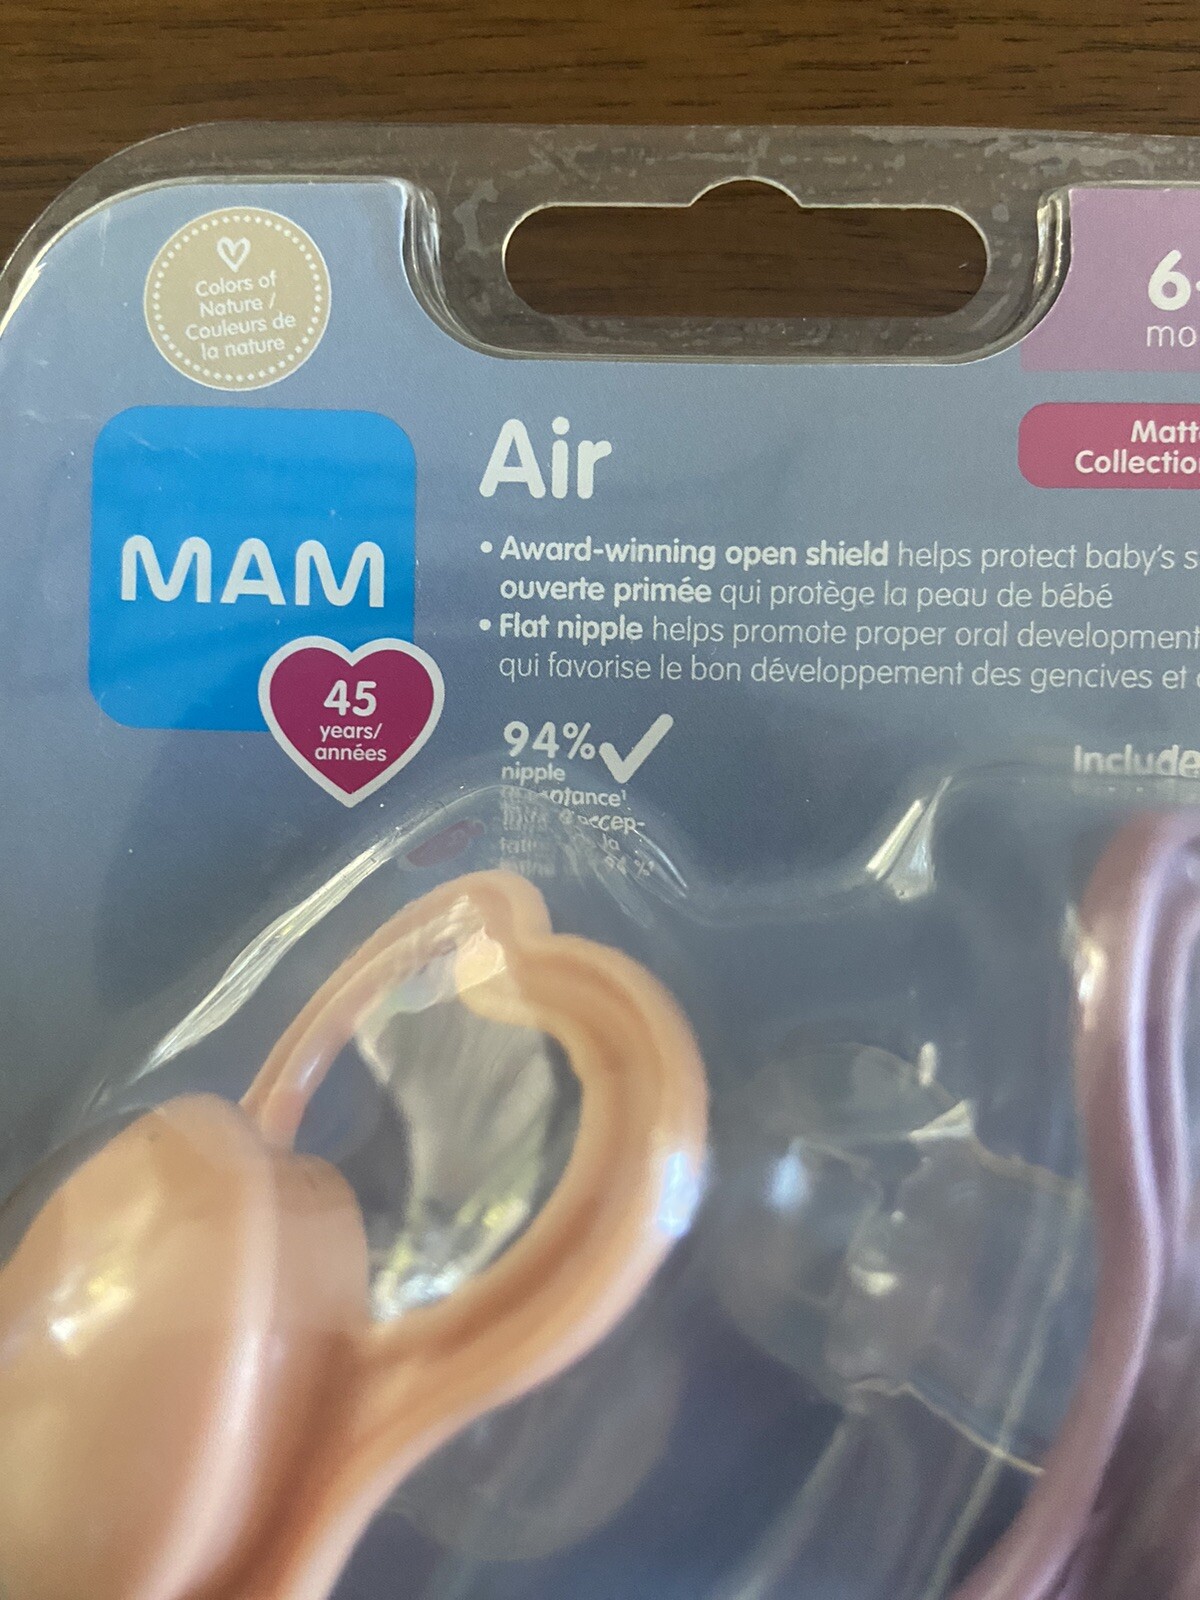 Colors of
Nature /
Couleurs de
la nature
MAM
45
years/
années
Air
• Award-winning open shield helps protect baby's s
ouverte primée qui protège la peau de bébé
• Flat nipple helps promote proper oral development
qui favorise le bon développement des gencives et
94%
nipple
6
mo
Matt
Collection
Include